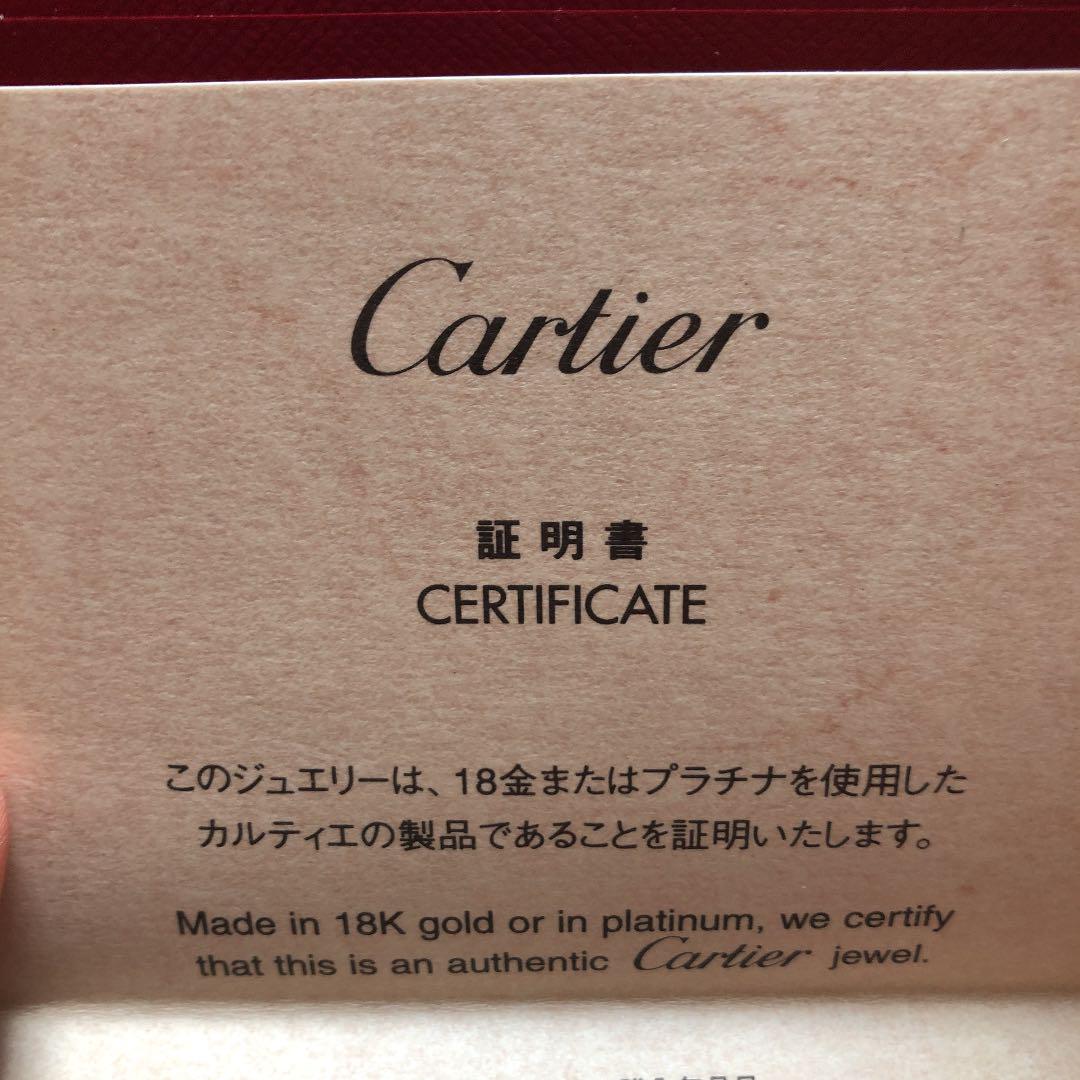 Cartier
証明書
CERTIFICATE
このジュエリーは、18金またはプラチナを使用した
カルティエの製品であることを証明いたします。
Made in 18K gold or in platinum, we certify
that this is an authentic Cartier jewel.